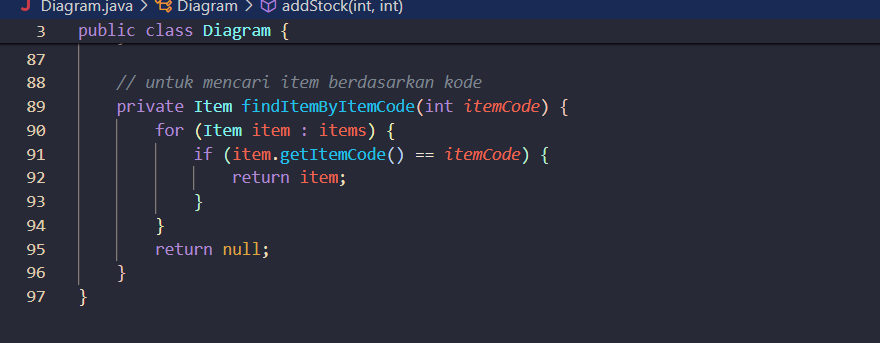 Diagram.java > Diagram > addStock(int, int)
3 public class Diagram {
87
88 // untuk mencari item berdasarkan kode
89 private Item findItemByItemCode(int itemCode) {
90 for (Item item : items) {
91 if (item.getItemCode() == itemCode) {
92 return item;
93 }
94 }
95 return null;
96 }
97 }